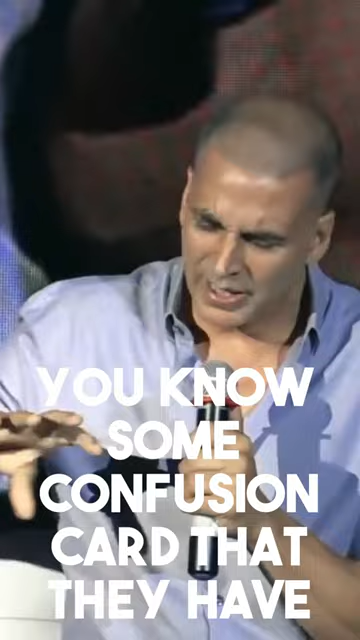 YOU KNOW
SOME
CONFUSION
CARD THAT
THEY HAVE